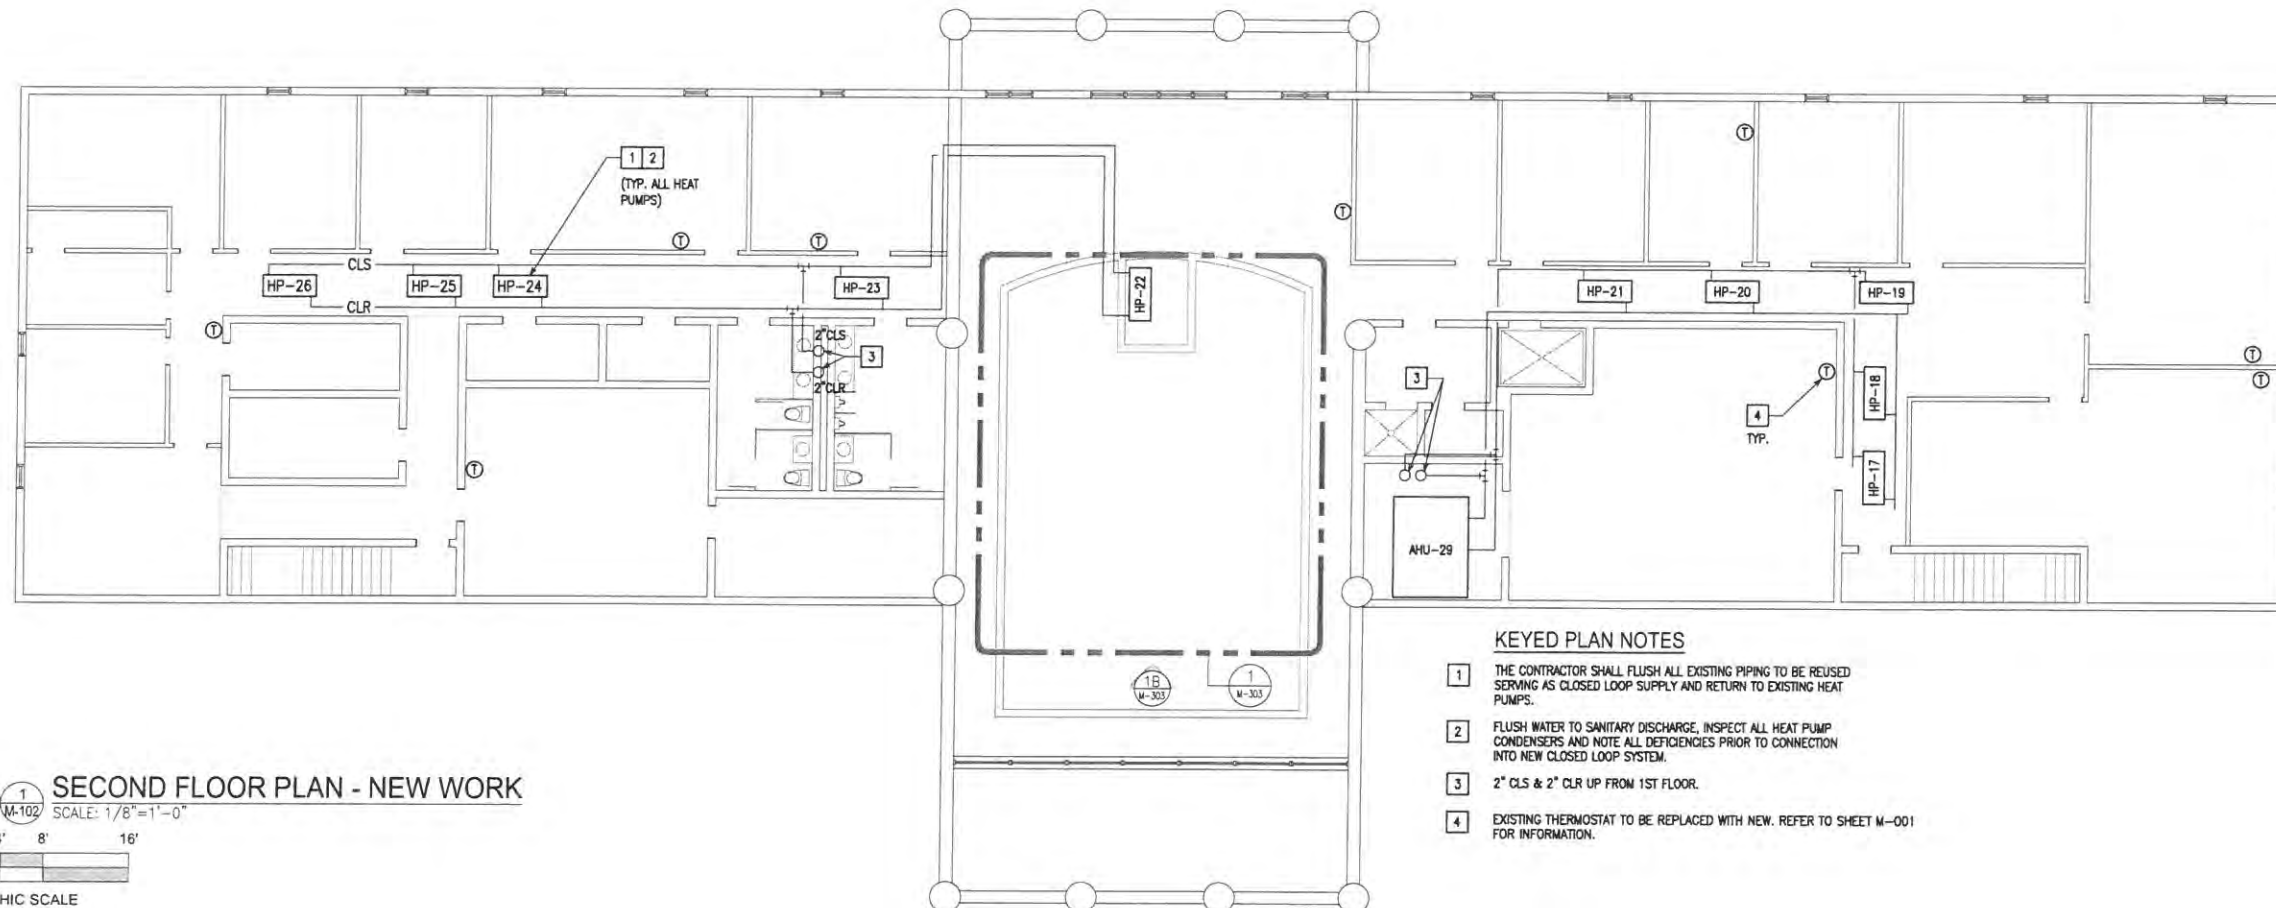 1 2
(TYP. ALL HEAT
PUMPS)
T
T
T
T
CLS
HP-26
HP-25
HP-24
HP-23
HP-22
HP-21
HP-20
HP-19
CLR
T
2"CLS
3
2"CLR
3
T
T
T
HP-18
4
TYP.
T
HP-17
AHU-29
1B
M-303
1
M-303
KEYED PLAN NOTES
1 THE CONTRACTOR SHALL FLUSH ALL EXISTING PIPING TO BE REUSED
SERVING AS CLOSED LOOP SUPPLY AND RETURN TO EXISTING HEAT
PUMPS.
2 FLUSH WATER TO SANITARY DISCHARGE, INSPECT ALL HEAT PUMP
CONDENSERS AND NOTE ALL DEFICIENCIES PRIOR TO CONNECTION
INTO NEW CLOSED LOOP SYSTEM.
3 2" CLS & 2" CLR UP FROM 1ST FLOOR.
4 EXISTING THERMOSTAT TO BE REPLACED WITH NEW. REFER TO SHEET M-001
FOR INFORMATION.
1
M-102
SECOND FLOOR PLAN - NEW WORK
SCALE: 1/8"=1'-0"
8' 16'
HIC SCALE